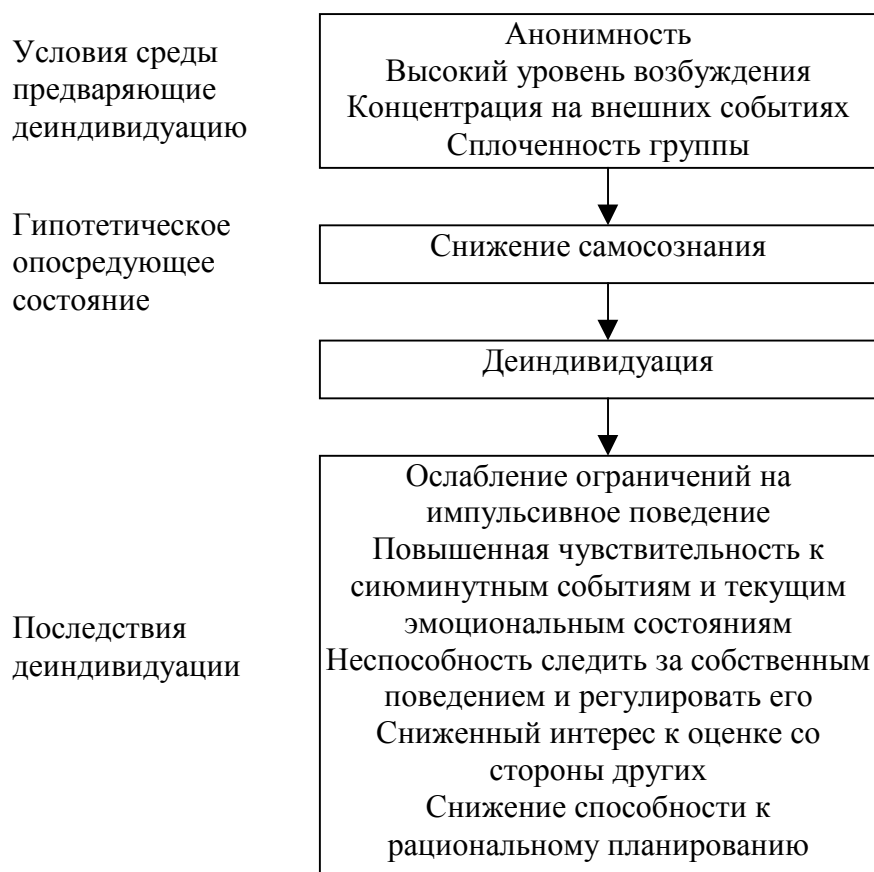 Условия среды
предваряющие
деиндивидуацию
Анонимность
Высокий уровень возбуждения
Концентрация на внешних событиях
Сплоченность группы
Гипотетическое
опосредующее
состояние
Снижение самосознания
Деиндивидуация
Последствия
деиндивидуации
Ослабление ограничений на
импульсивное поведение
Повышенная чувствительность к
сиюминутным событиям и текущим
эмоциональным состояниям
Неспособность следить за собственным
поведением и регулировать его
Сниженный интерес к оценке со
стороны других
Снижение способности к
рациональному планированию